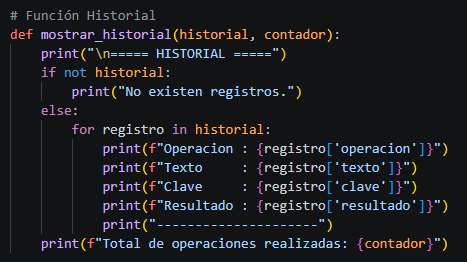 # Función Historial
def mostrar_historial(historial, contador):
    print("\n===== HISTORIAL =====")
    if not historial:
        print("No existen registros.")
    else:
        for registro in historial:
            print(f"Operacion : {registro['operacion']}")
            print(f"Texto     : {registro['texto']}")
            print(f"Clave     : {registro['clave']}")
            print(f"Resultado : {registro['resultado']}")
            print("---------------------")
    print(f"Total de operaciones realizadas: {contador}")